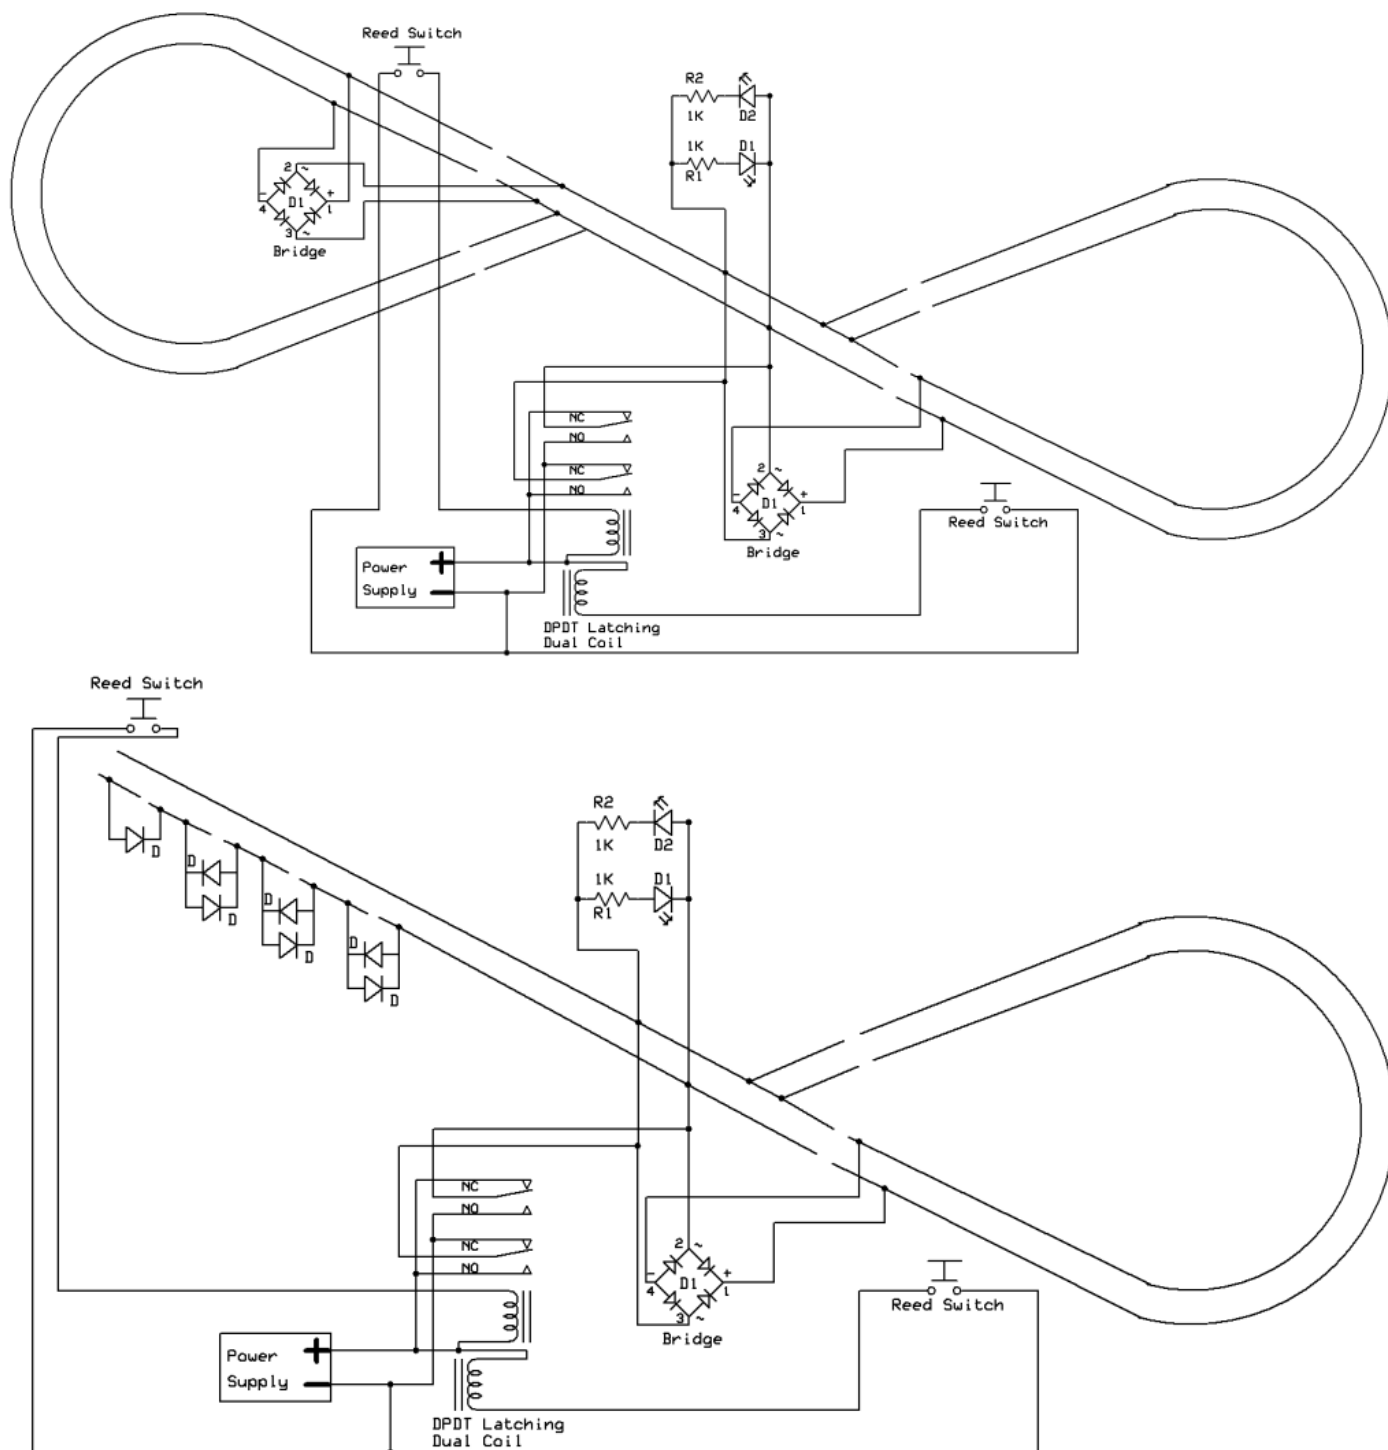 Reed Switch
R2
1K
D2
1K
D1
R1
2 ~
- +
4 D1 1
3 ~
Bridge
NC
NO
NC
NO
2 ~
- +
4 D1 1
3 ~
Bridge
Reed Switch
Power +
Supply -
DPDT Latching
Dual Coil
Reed Switch
R2
1K
D2
1K
D1
R1
D
D
D
D
D
D
D
NC
NO
NC
NO
2 ~
- +
4 D1 1
3 ~
Bridge
Reed Switch
Power +
Supply -
DPDT Latching
Dual Coil